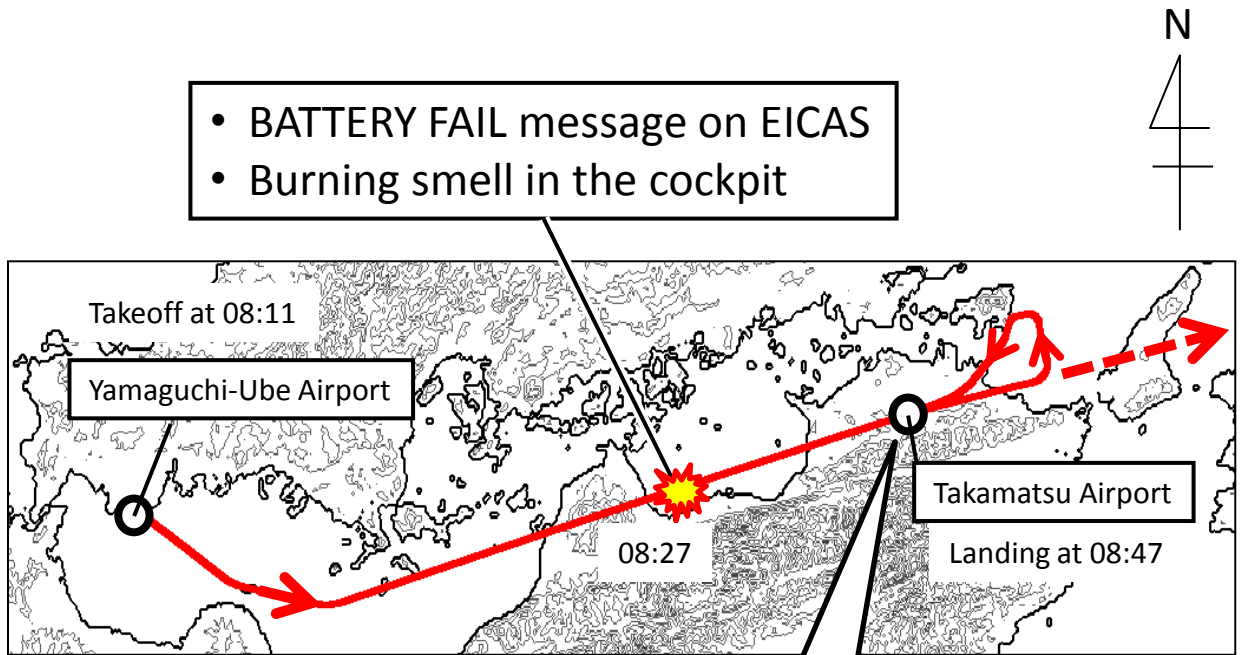 N
• BATTERY FAIL message on EICAS
• Burning smell in the cockpit
Takeoff at 08:11
Yamaguchi-Ube Airport
08:27
Takamatsu Airport
Landing at 08:47